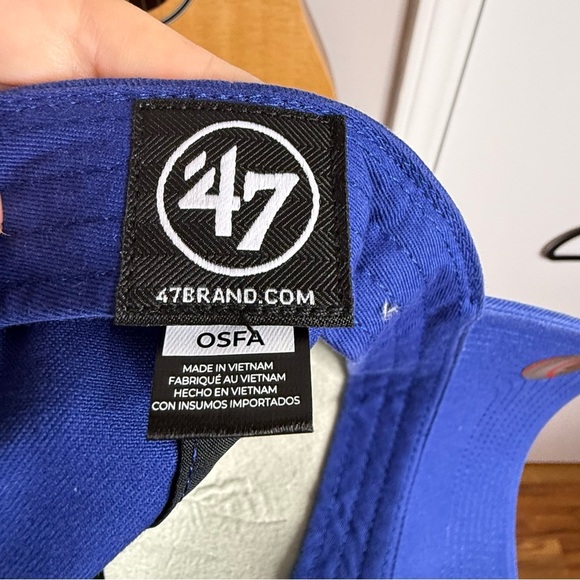 '47
47BRAND.COM
OSFA
MADE IN VIETNAM
FABRIQUÉ AU VIETNAM
HECHO EN VIETNAM
CON INSUMOS IMPORTADOS